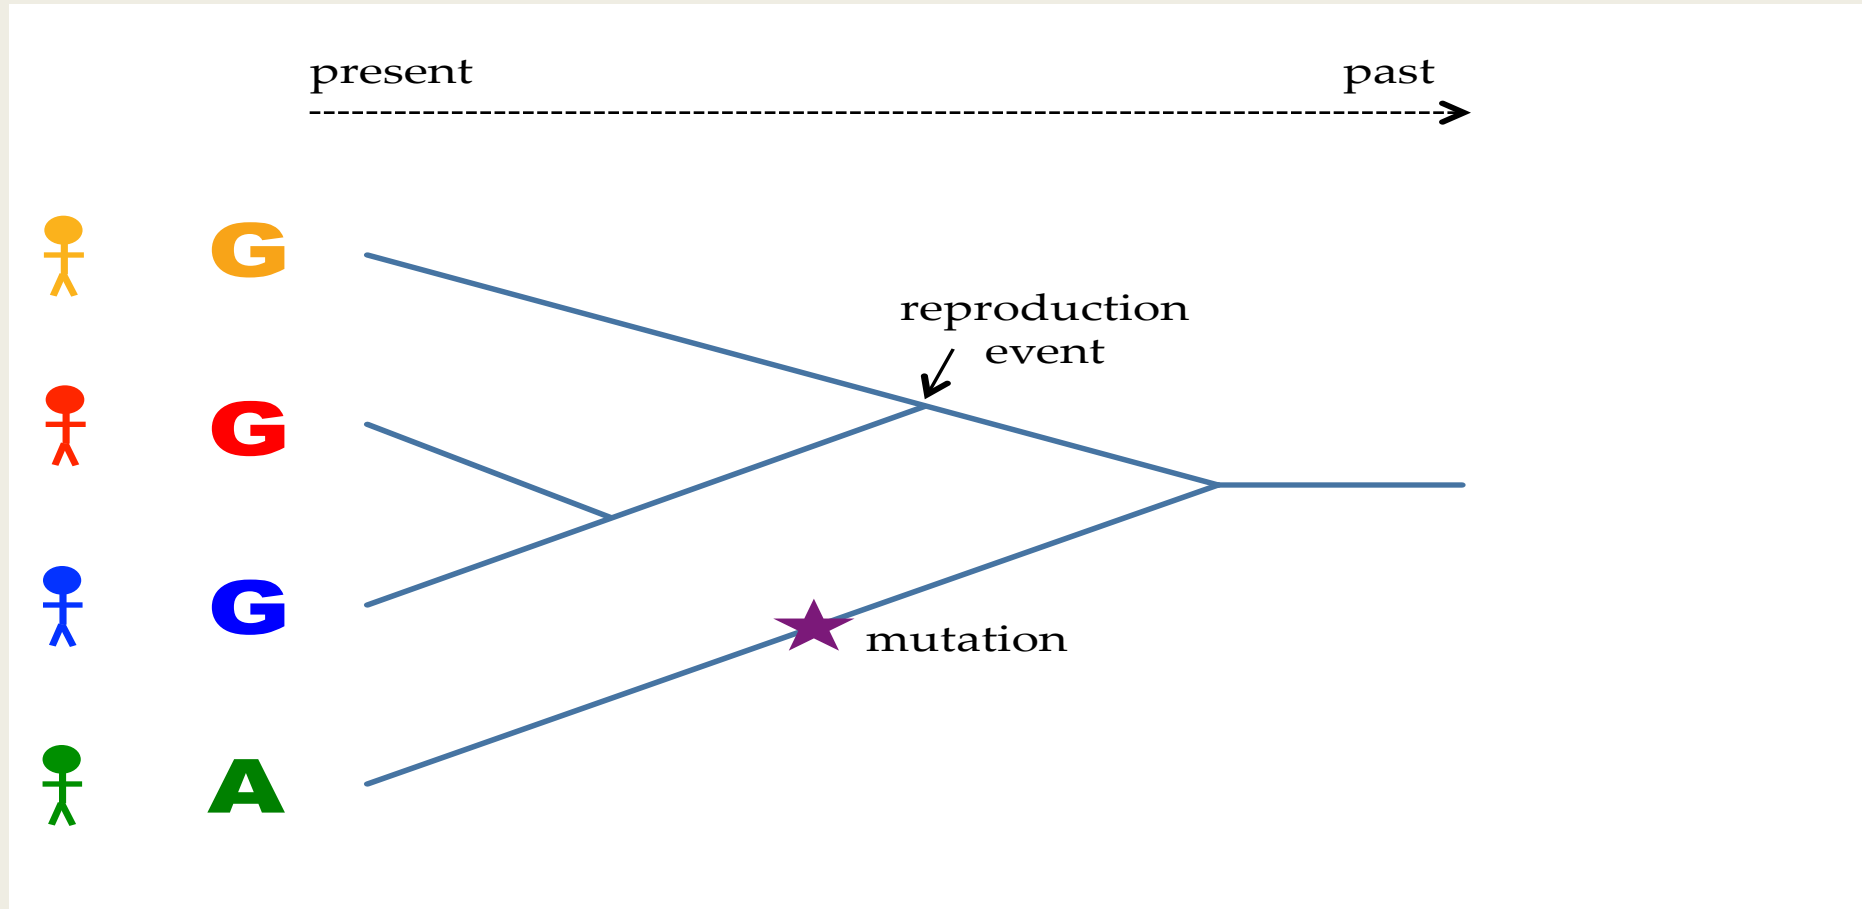 present past
G
reproduction
event
G
G
mutation
A